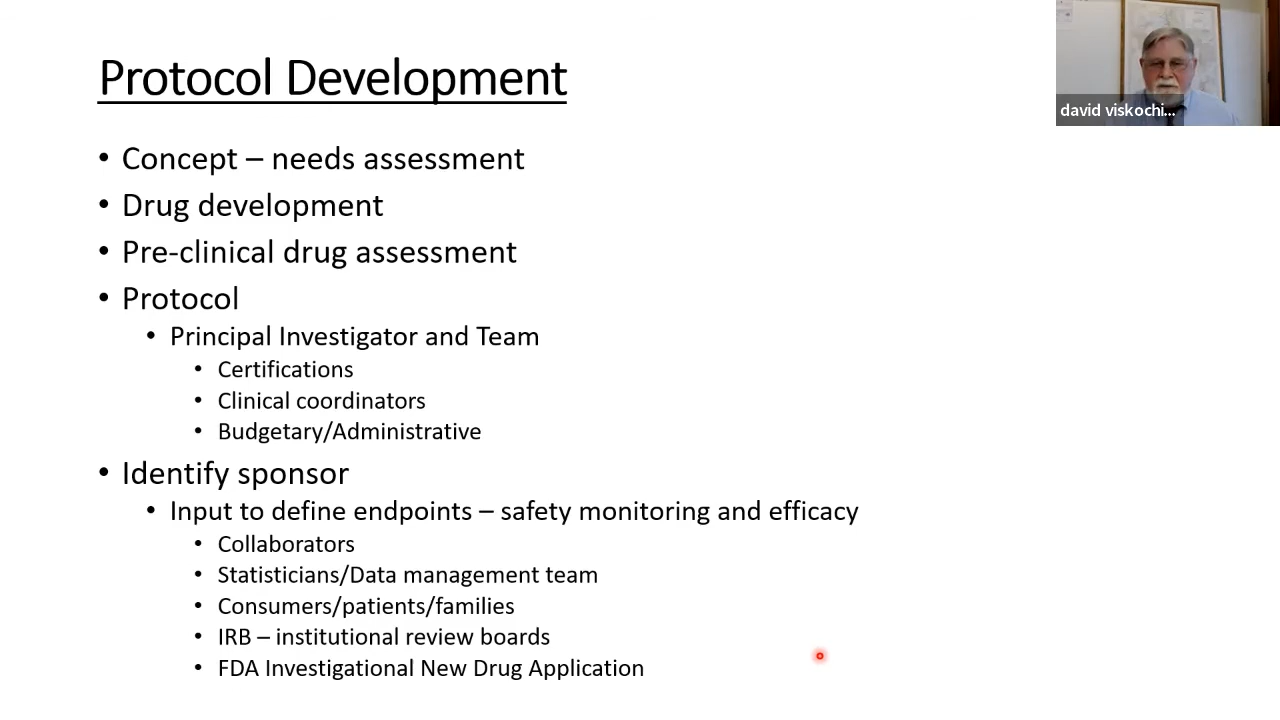 Protocol Development
david viskochi...
• Concept – needs assessment
• Drug development
• Pre-clinical drug assessment
• Protocol
• Principal Investigator and Team
• Certifications
• Clinical coordinators
• Budgetary/Administrative
• Identify sponsor
• Input to define endpoints – safety monitoring and efficacy
• Collaborators
• Statisticians/Data management team
• Consumers/patients/families
• IRB – institutional review boards
• FDA Investigational New Drug Application